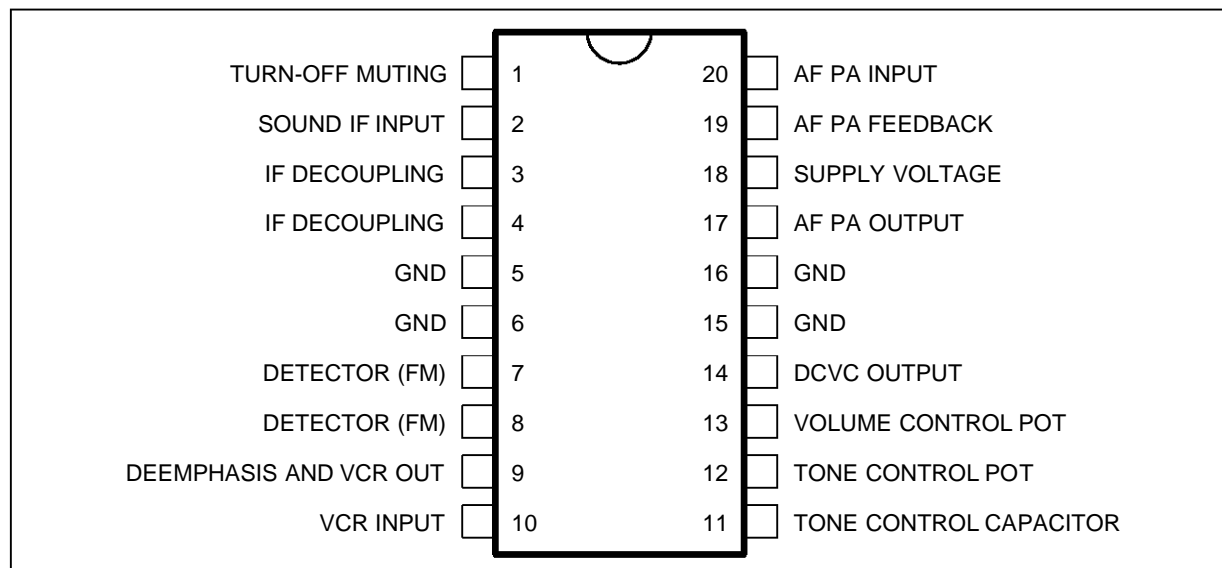 TURN-OFF MUTING 1 20 AF PA INPUT
SOUND IF INPUT 2 19 AF PA FEEDBACK
IF DECOUPLING 3 18 SUPPLY VOLTAGE
IF DECOUPLING 4 17 AF PA OUTPUT
GND 5 16 GND
GND 6 15 GND
DETECTOR (FM) 7 14 DCVC OUTPUT
DETECTOR (FM) 8 13 VOLUME CONTROL POT
DEEMPHASIS AND VCR OUT 9 12 TONE CONTROL POT
VCR INPUT 10 11 TONE CONTROL CAPACITOR